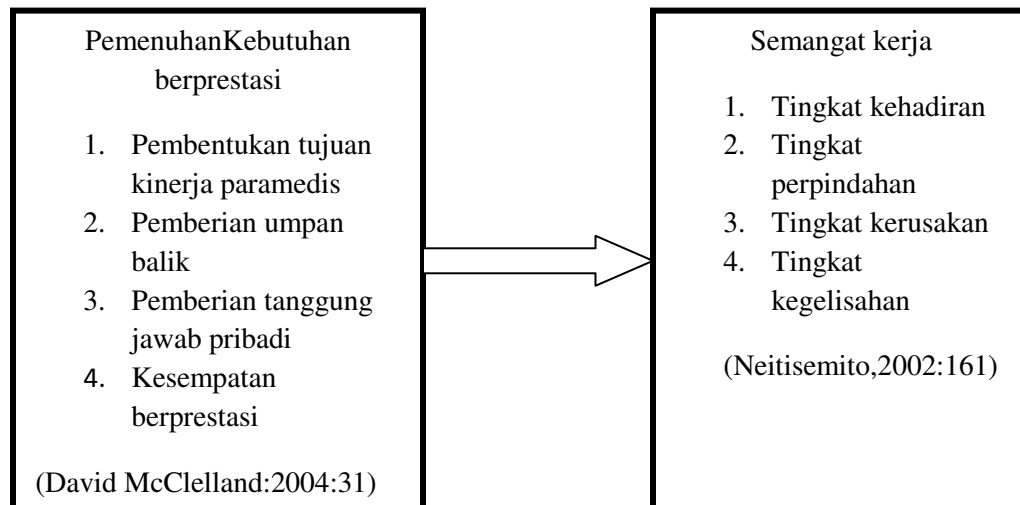 PemenuhanKebutuhan
berprestasi
1. Pembentukan tujuan
kinerja paramedis
2. Pemberian umpan
balik
3. Pemberian tanggung
jawab pribadi
4. Kesempatan
berprestasi
(David McClelland:2004:31)
Semangat kerja
1. Tingkat kehadiran
2. Tingkat
perpindahan
3. Tingkat kerusakan
4. Tingkat
kegelisahan
(Neitisemito,2002:161)